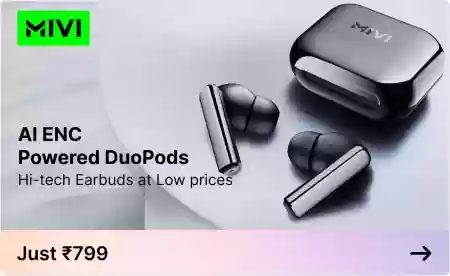 MIVI
MIVI
AI ENC
Powered DuoPods
Hi-tech Earbuds at Low prices
Just ₹799